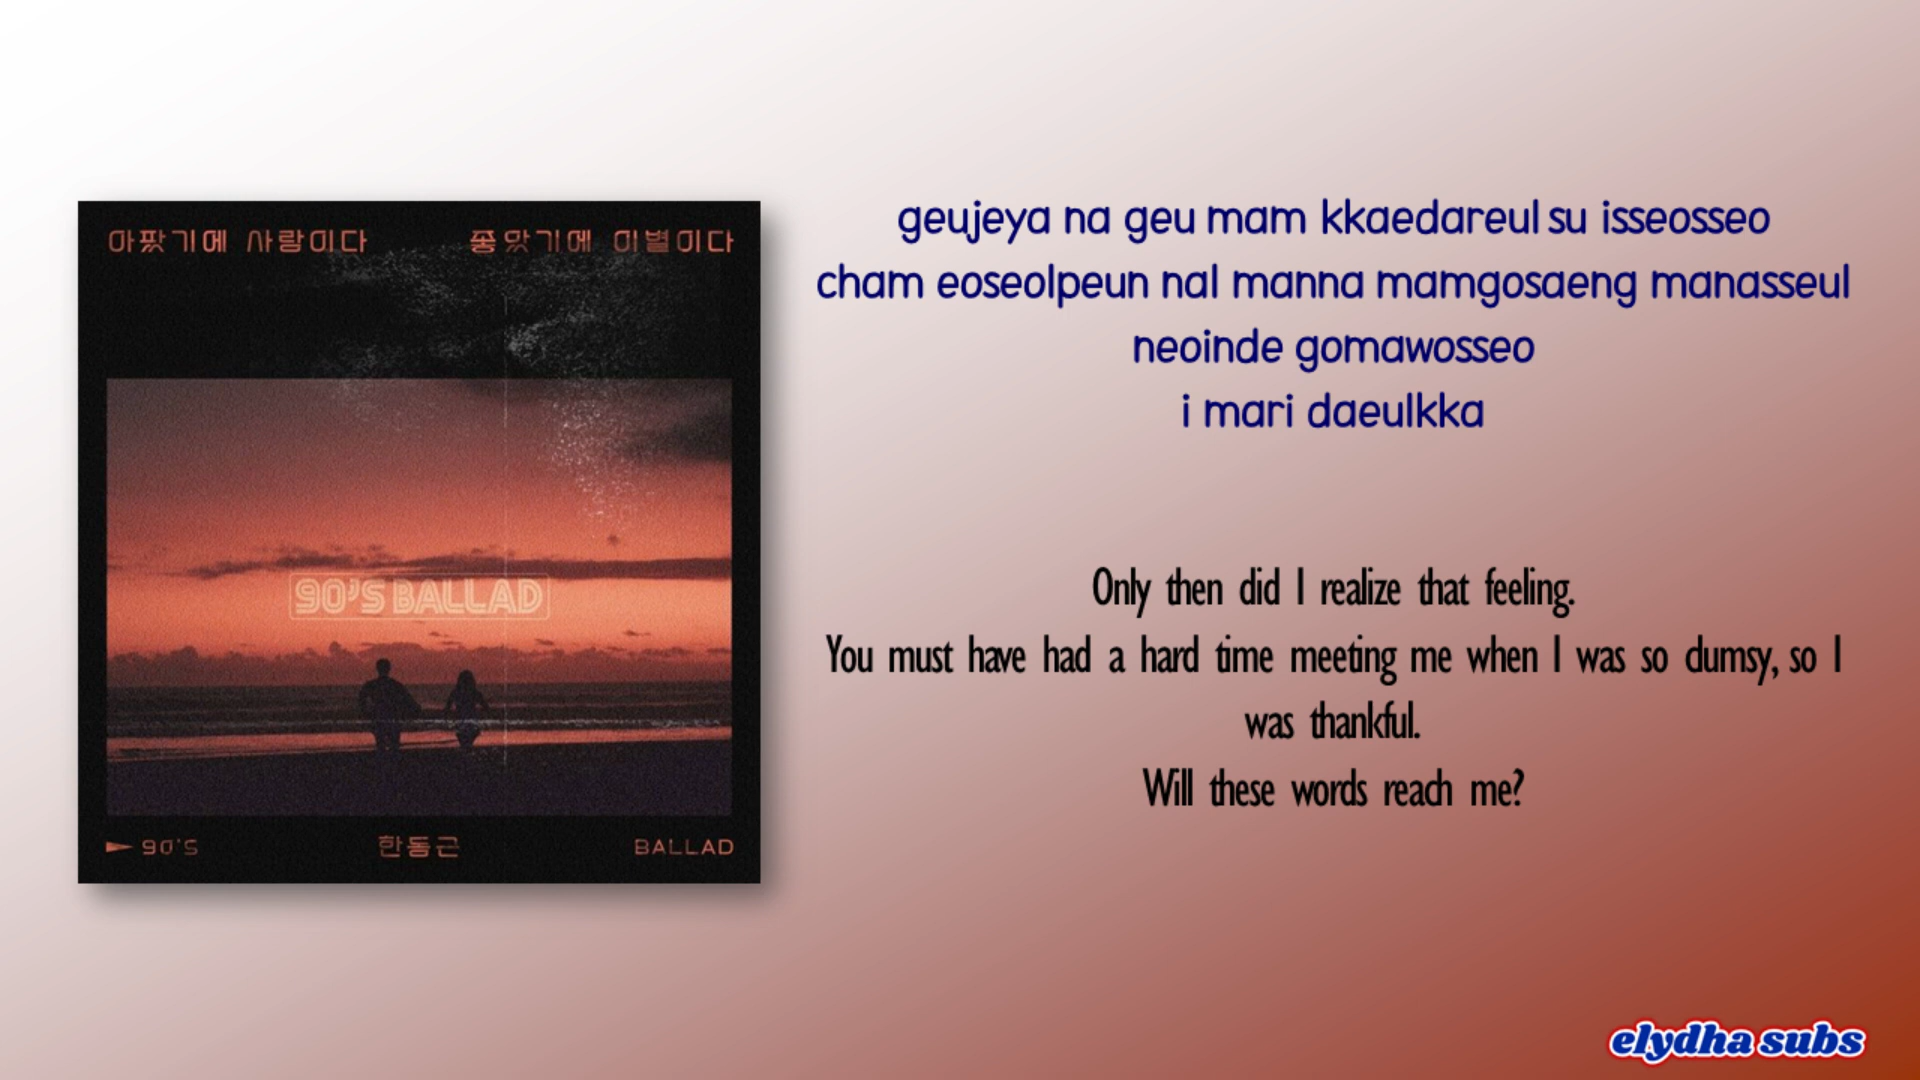 아팠기에 사랑이다 좋았기에 이별이다
90'S BALLAD
90'S 한동근 BALLAD
geujeya na geu mam kkaedareul su isseosseo
cham eoseolpeun nal manna mamgosaeng manasseul
neoinde gomawosseo
i mari daeulkka
Only then did I realize that feeling.
You must have had a hard time meeting me when I was so clumsy, so I
was thankful.
Will these words reach me?
elydha subs